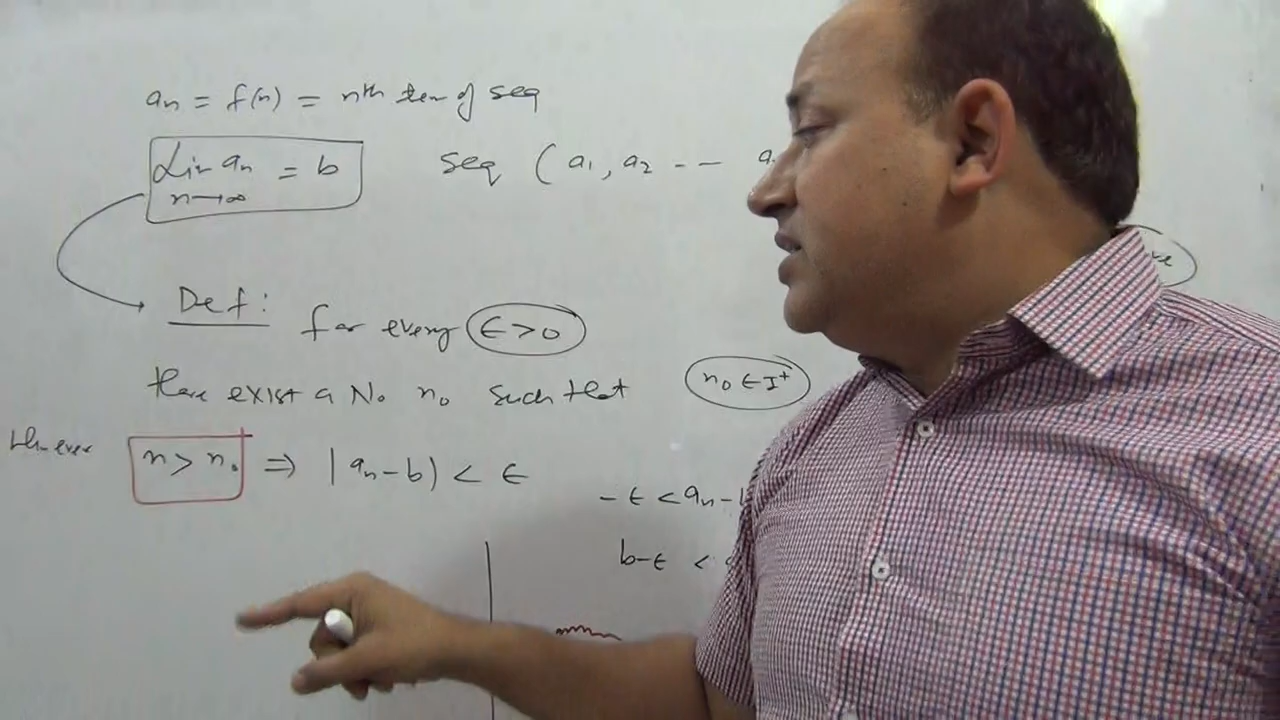 an = f(n) = nth term of seq
Lim an = b
n→∞
seq ( a1, a2 - - a
Def:
for every ε > 0
there exist a No n0 such that
n0 ∈ I+
whenever n > n0 ⇒ |an - b) < ε
- ε < an -
b-ε <